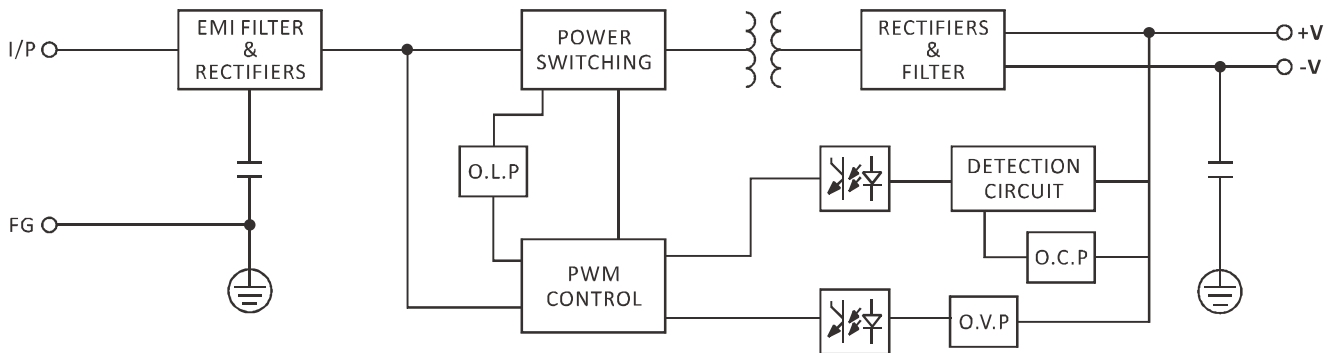 I/P
EMI FILTER
&
RECTIFIERS
POWER
SWITCHING
RECTIFIERS
&
FILTER
+V
-V
O.L.P
DETECTION
CIRCUIT
FG
PWM
CONTROL
O.C.P
O.V.P